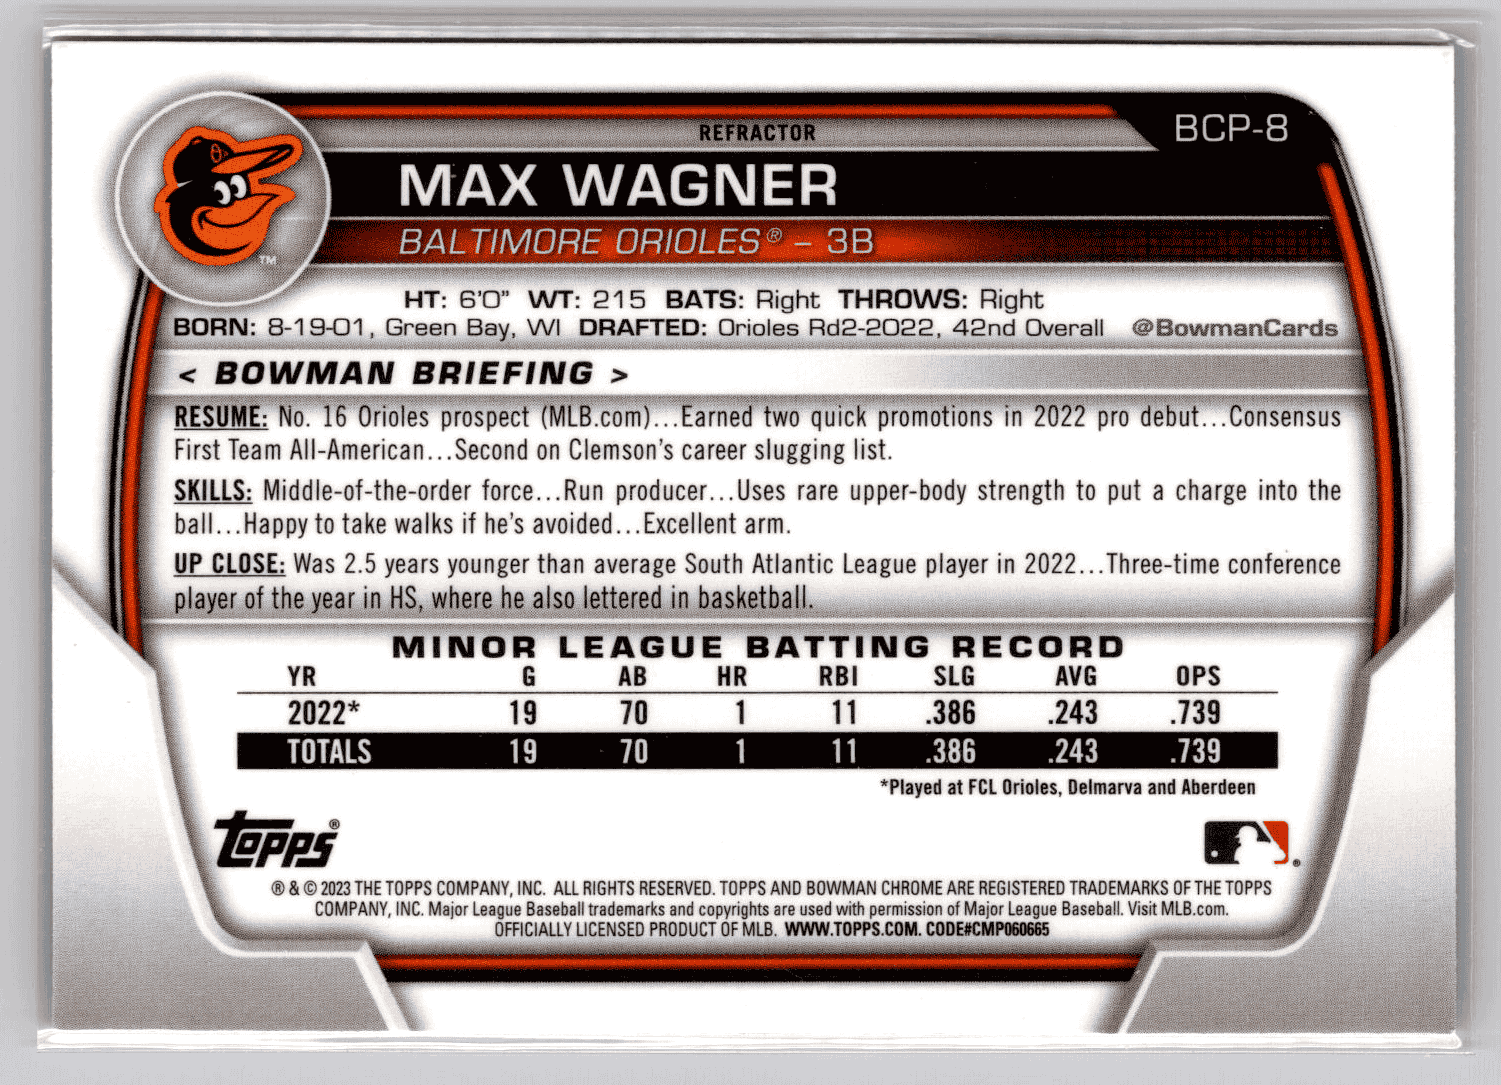 REFRACTOR
BCP-8
MAX WAGNER
BALTIMORE ORIOLES® – 3B
TM
HT: 6'0" WT: 215 BATS: Right THROWS: Right
BORN: 8-19-01, Green Bay, WI DRAFTED: Orioles Rd2-2022, 42nd Overall @BowmanCards
< BOWMAN BRIEFING >
RESUME: No. 16 Orioles prospect (MLB.com)...Earned two quick promotions in 2022 pro debut...Consensus
First Team All-American...Second on Clemson's career slugging list.
SKILLS: Middle-of-the-order force...Run producer...Uses rare upper-body strength to put a charge into the
ball...Happy to take walks if he's avoided...Excellent arm.
UP CLOSE: Was 2.5 years younger than average South Atlantic League player in 2022...Three-time conference
player of the year in HS, where he also lettered in basketball.
MINOR LEAGUE BATTING RECORD
YR G AB HR RBI SLG AVG OPS
2022* 19 70 1 11 .386 .243 .739
TOTALS 19 70 1 11 .386 .243 .739
*Played at FCL Orioles, Delmarva and Aberdeen
Topps®
®
® & © 2023 THE TOPPS COMPANY, INC. ALL RIGHTS RESERVED. TOPPS AND BOWMAN CHROME ARE REGISTERED TRADEMARKS OF THE TOPPS
COMPANY, INC. Major League Baseball trademarks and copyrights are used with permission of Major League Baseball. Visit MLB.com.
OFFICIALLY LICENSED PRODUCT OF MLB. WWW.TOPPS.COM. CODE#CMP060665